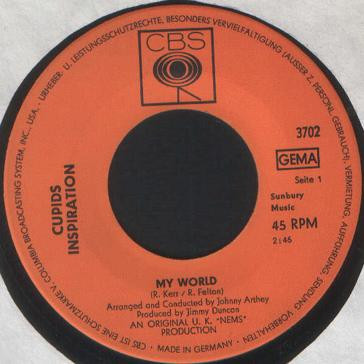 U. LEISTUNGSSCHUTZRECHTE, BESONDERS VERVIELFÄLTIGUNG (AUSSER Z. PERSÖNL. GEBRAUCH), VERMIETUNG, AUFFÜHRUNG, SENDUNG VORBEHALTEN.
CBS IST EINE SCHUTZMARKE V. COLUMBIA BROADCASTING SYSTEM, INC., USA. · URHEBER-
CBS
3702
GEMA
Seite 1
Sunbury
Music
45 RPM
2:46
CUPIDS
INSPIRATION
MY WORLD
(R. Kerr / R. Felton)
Arranged and Conducted by Johnny Arthey
Produced by Jimmy Duncan
AN ORIGINAL U. K. "NEMS"
PRODUCTION
MADE IN GERMANY